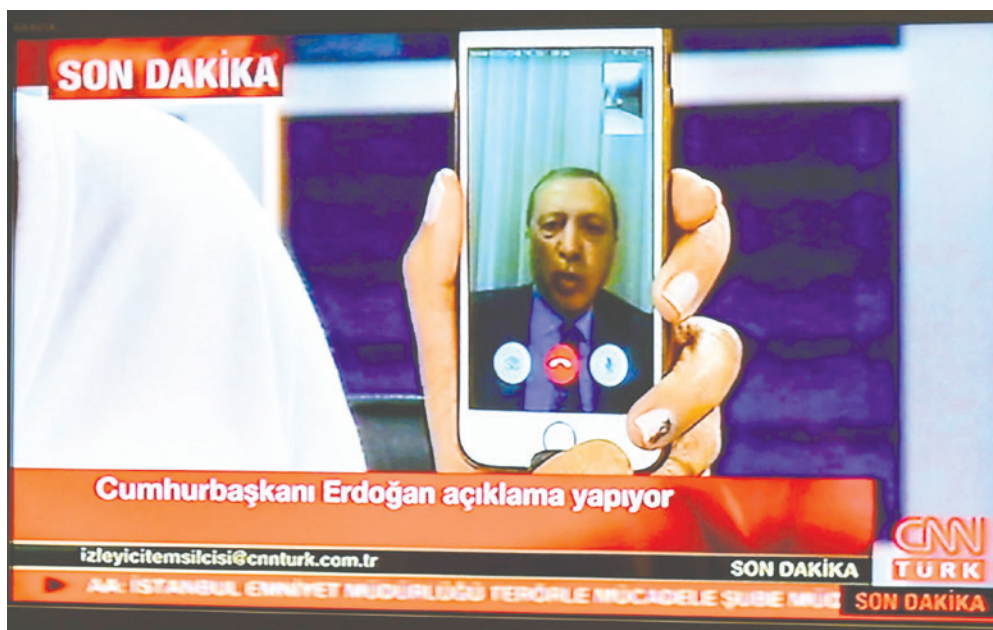 SON DAKİKA
Cumhurbaşkanı Erdoğan açıklama yapıyor
izleyicitemsilcisi@cnnturk.com.tr
SON DAKİKA
CNN
TÜRK
AA: İSTANBUL EMNİYET MÜDÜRLÜĞÜ TERÖRLE MÜCADELE ŞUBE MÜD
SON DAKİKA